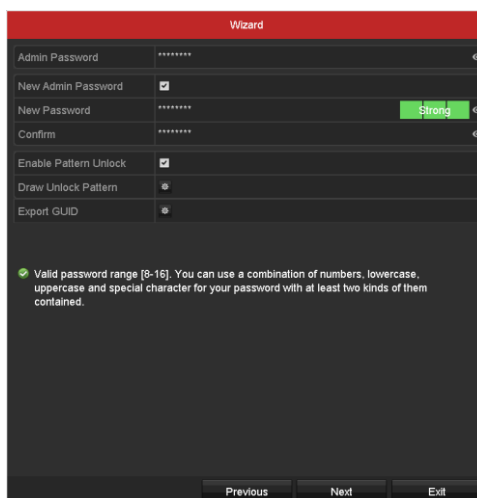 Wizard
Admin Password ********
New Admin Password
New Password ******** Strong
Confirm ********
Enable Pattern Unlock
Draw Unlock Pattern
Export GUID
Valid password range [8-16]. You can use a combination of numbers, lowercase,
uppercase and special character for your password with at least two kinds of them
contained.
Previous Next Exit